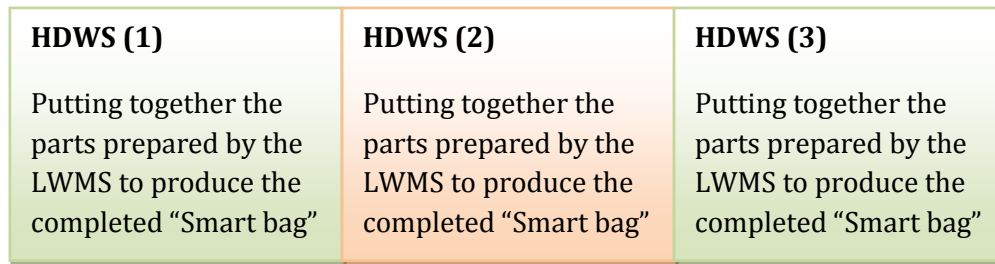 HDWS (1)
Putting together the
parts prepared by the
LWMS to produce the
completed “Smart bag”
HDWS (2)
Putting together the
parts prepared by the
LWMS to produce the
completed “Smart bag”
HDWS (3)
Putting together the
parts prepared by the
LWMS to produce the
completed “Smart bag”